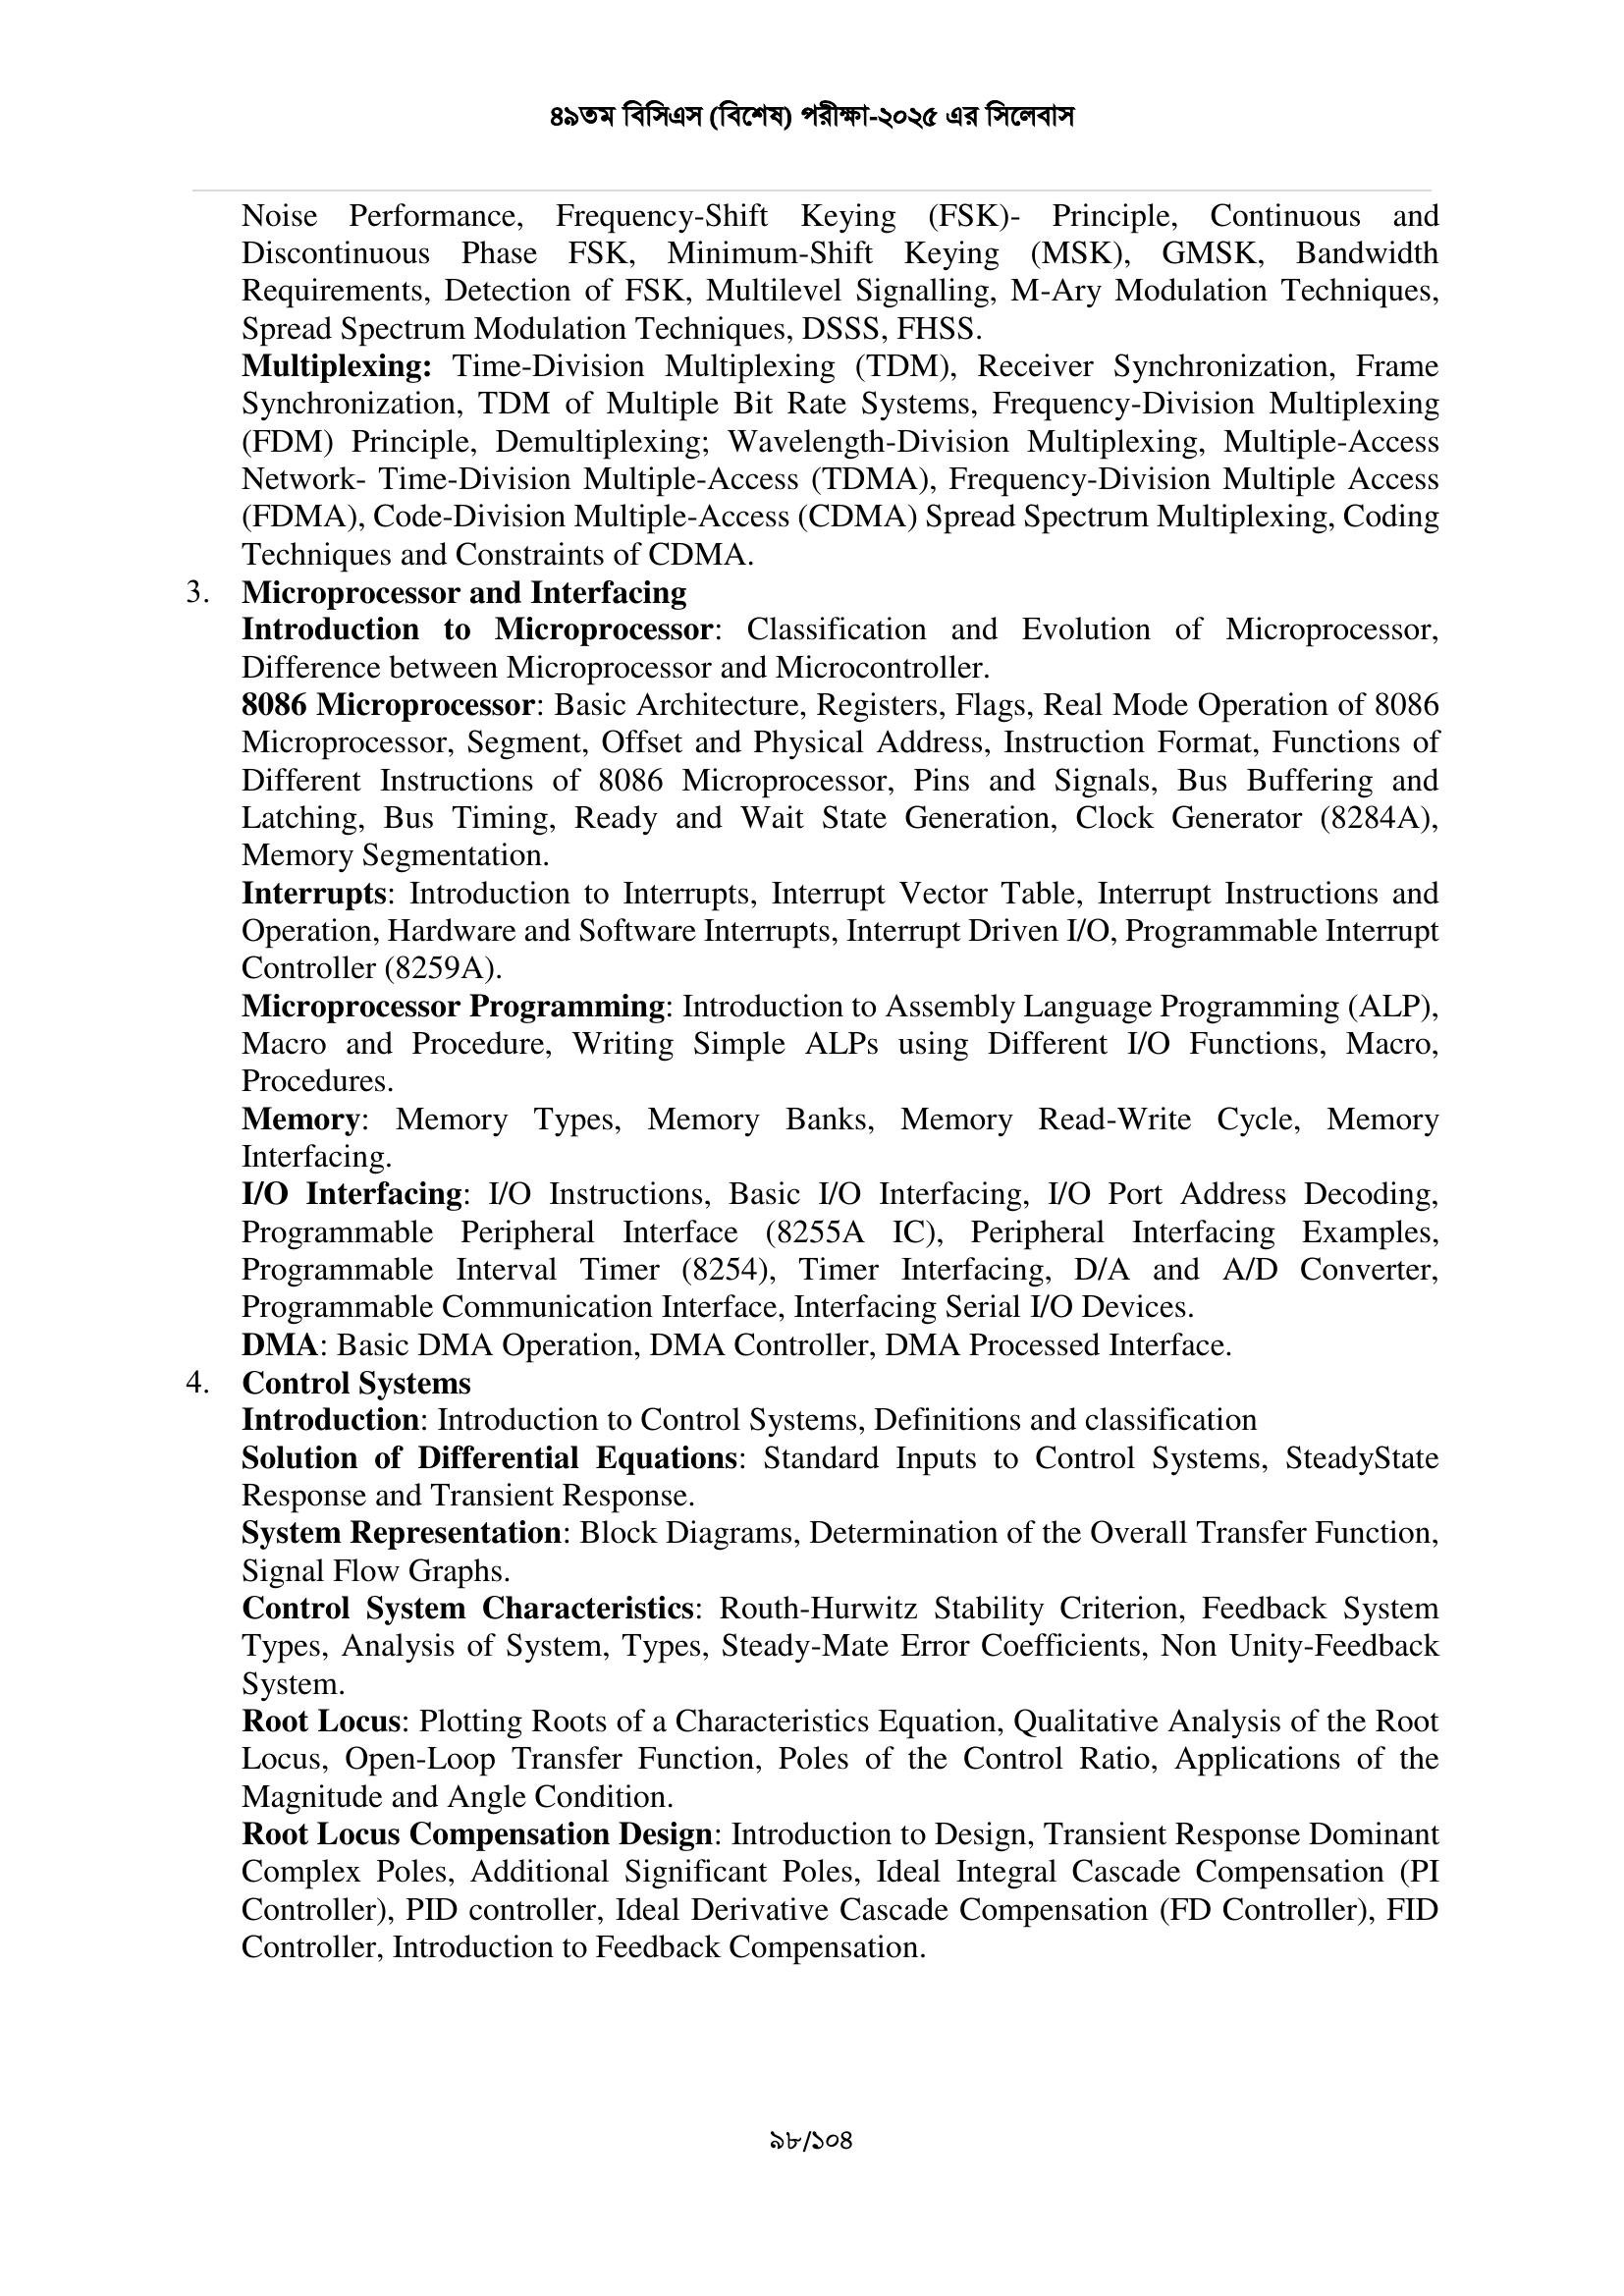 ৪৯তম বিসিএস (বিশেষ) পরীক্ষা-২০২৫ এর সিলেবাস
Noise Performance, Frequency-Shift Keying (FSK)- Principle, Continuous and
Discontinuous Phase FSK, Minimum-Shift Keying (MSK), GMSK, Bandwidth
Requirements, Detection of FSK, Multilevel Signalling, M-Ary Modulation Techniques,
Spread Spectrum Modulation Techniques, DSSS, FHSS.
Multiplexing: Time-Division Multiplexing (TDM), Receiver Synchronization, Frame
Synchronization, TDM of Multiple Bit Rate Systems, Frequency-Division Multiplexing
(FDM) Principle, Demultiplexing; Wavelength-Division Multiplexing, Multiple-Access
Network- Time-Division Multiple-Access (TDMA), Frequency-Division Multiple Access
(FDMA), Code-Division Multiple-Access (CDMA) Spread Spectrum Multiplexing, Coding
Techniques and Constraints of CDMA.
3. Microprocessor and Interfacing
Introduction to Microprocessor: Classification and Evolution of Microprocessor,
Difference between Microprocessor and Microcontroller.
8086 Microprocessor: Basic Architecture, Registers, Flags, Real Mode Operation of 8086
Microprocessor, Segment, Offset and Physical Address, Instruction Format, Functions of
Different Instructions of 8086 Microprocessor, Pins and Signals, Bus Buffering and
Latching, Bus Timing, Ready and Wait State Generation, Clock Generator (8284A),
Memory Segmentation.
Interrupts: Introduction to Interrupts, Interrupt Vector Table, Interrupt Instructions and
Operation, Hardware and Software Interrupts, Interrupt Driven I/O, Programmable Interrupt
Controller (8259A).
Microprocessor Programming: Introduction to Assembly Language Programming (ALP),
Macro and Procedure, Writing Simple ALPs using Different I/O Functions, Macro,
Procedures.
Memory: Memory Types, Memory Banks, Memory Read-Write Cycle, Memory
Interfacing.
I/O Interfacing: I/O Instructions, Basic I/O Interfacing, I/O Port Address Decoding,
Programmable Peripheral Interface (8255A IC), Peripheral Interfacing Examples,
Programmable Interval Timer (8254), Timer Interfacing, D/A and A/D Converter,
Programmable Communication Interface, Interfacing Serial I/O Devices.
DMA: Basic DMA Operation, DMA Controller, DMA Processed Interface.
4. Control Systems
Introduction: Introduction to Control Systems, Definitions and classification
Solution of Differential Equations: Standard Inputs to Control Systems, SteadyState
Response and Transient Response.
System Representation: Block Diagrams, Determination of the Overall Transfer Function,
Signal Flow Graphs.
Control System Characteristics: Routh-Hurwitz Stability Criterion, Feedback System
Types, Analysis of System, Types, Steady-Mate Error Coefficients, Non Unity-Feedback
System.
Root Locus: Plotting Roots of a Characteristics Equation, Qualitative Analysis of the Root
Locus, Open-Loop Transfer Function, Poles of the Control Ratio, Applications of the
Magnitude and Angle Condition.
Root Locus Compensation Design: Introduction to Design, Transient Response Dominant
Complex Poles, Additional Significant Poles, Ideal Integral Cascade Compensation (PI
Controller), PID controller, Ideal Derivative Cascade Compensation (FD Controller), FID
Controller, Introduction to Feedback Compensation.
৯৮/১০৪